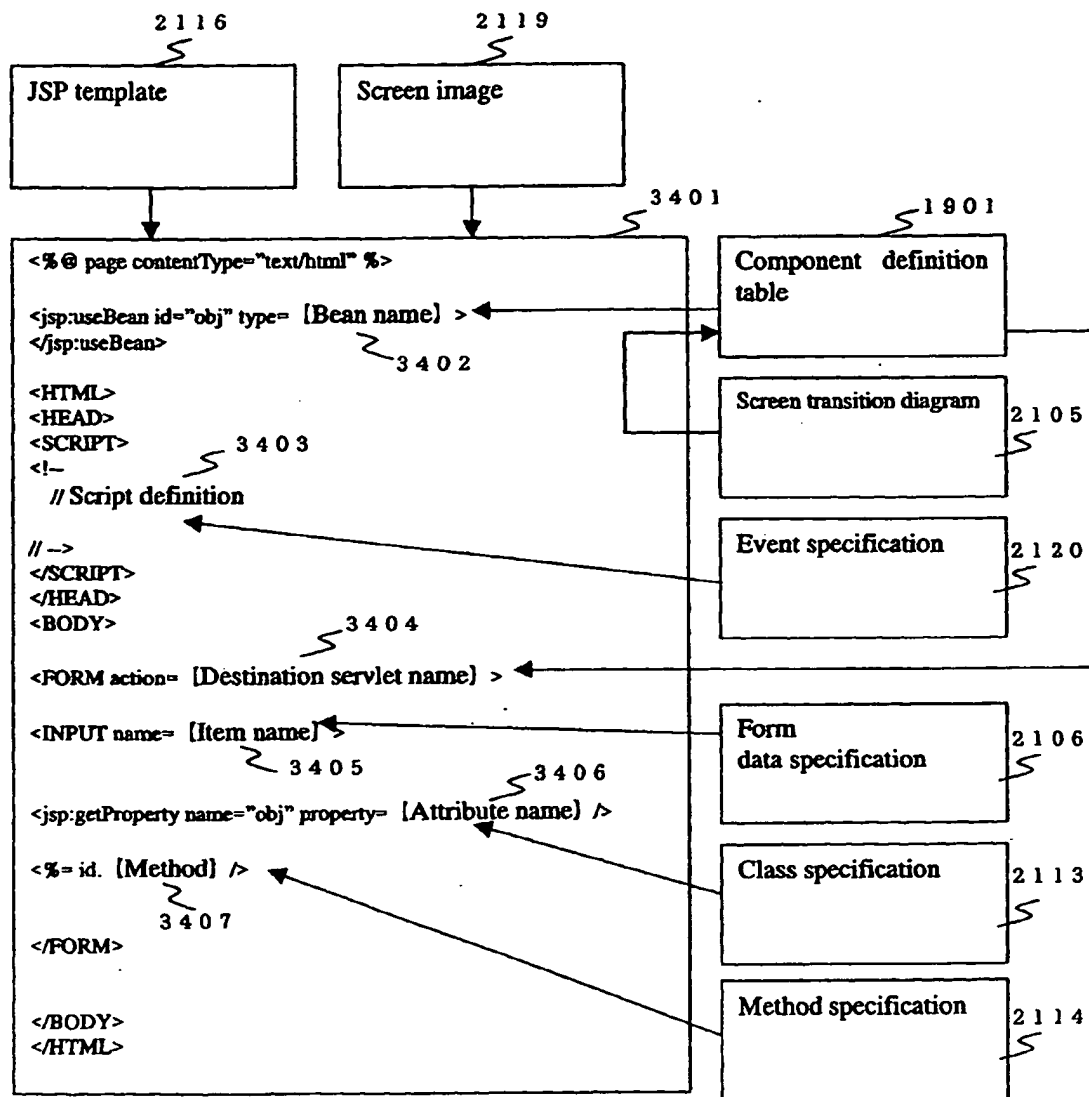 2116
2119
JSP template
Screen image
3401
1901
<%@ page contentType="text/html" %>
<jsp:useBean id="obj" type= [Bean name] >
</jsp:useBean>
3402
<HTML>
<HEAD>
<SCRIPT>
3403
<!--
// Script definition
// -->
</SCRIPT>
</HEAD>
<BODY>
3404
<FORM action= [Destination servlet name] >
<INPUT name= [Item name] >
3405
3406
<jsp:getProperty name="obj" property= [Attribute name] />
<%= id. [Method] />
3407
</FORM>
</BODY>
</HTML>
Component definition
table
Screen transition diagram
2105
Event specification
2120
Form
data specification
2106
Class specification
2113
Method specification
2114